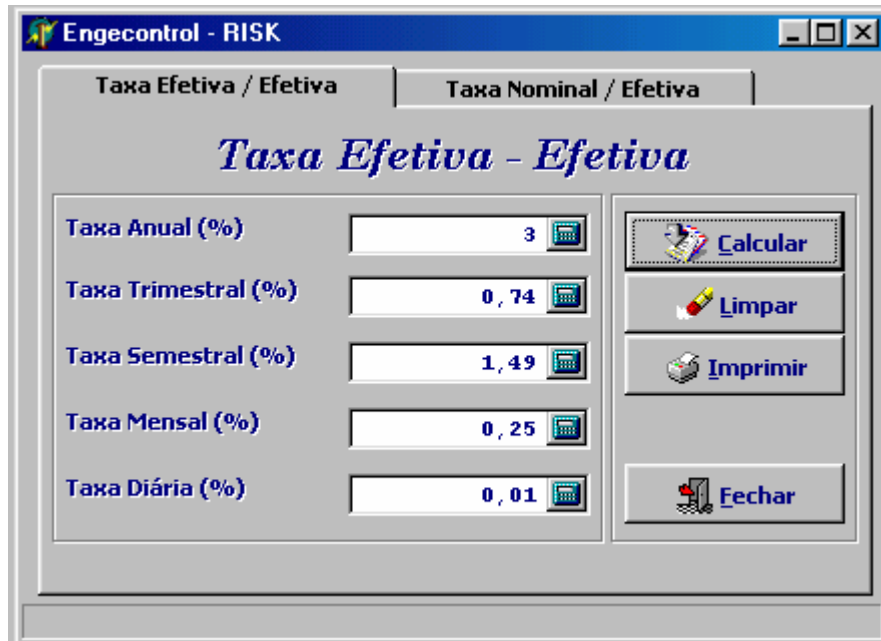 Engecontrol - RISK
Taxa Efetiva / Efetiva
Taxa Nominal / Efetiva
Taxa Efetiva - Efetiva
Taxa Anual (%)
3
Taxa Trimestral (%)
0,74
Taxa Semestral (%)
1,49
Taxa Mensal (%)
0,25
Taxa Diária (%)
0,01
Calcular
Limpar
Imprimir
Fechar